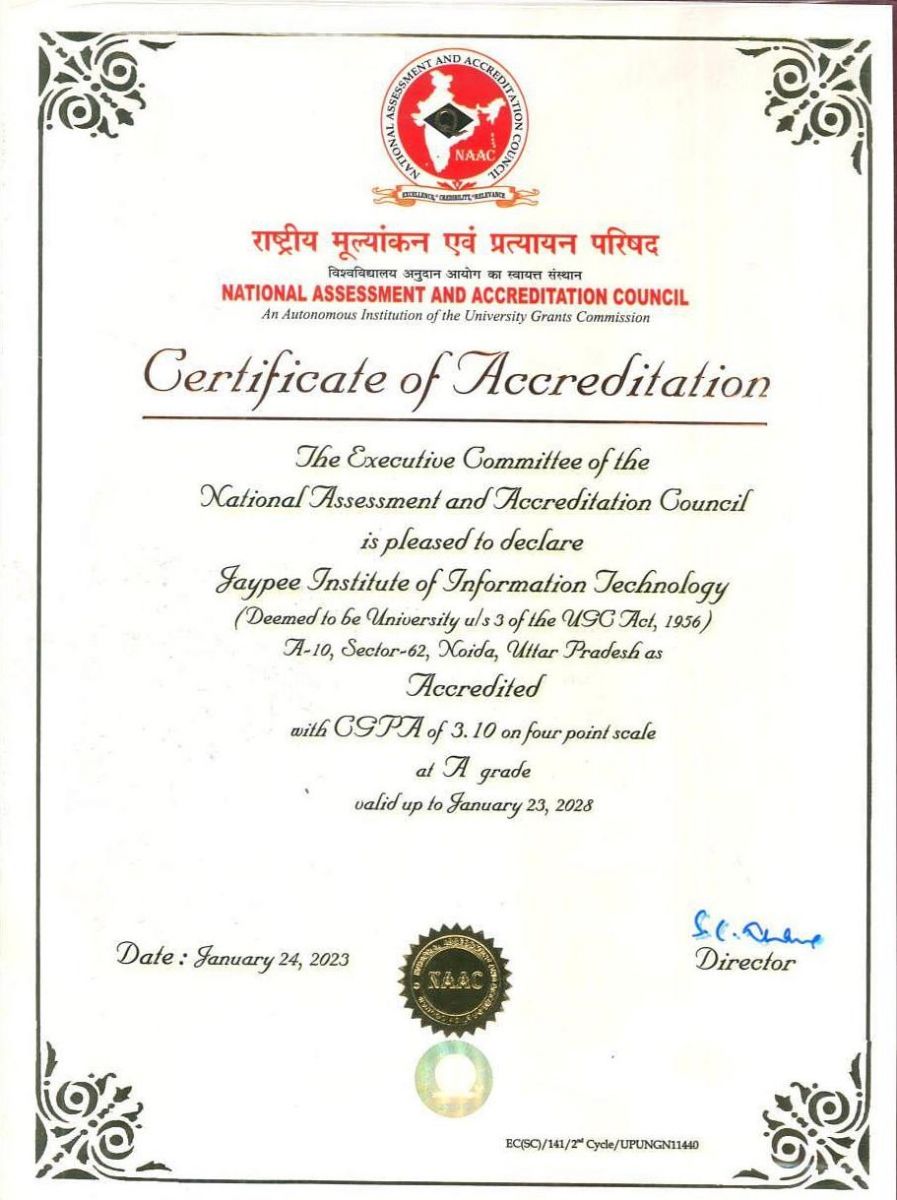 NATIONAL ASSESSMENT AND ACCREDITATION COUNCIL
NAAC
EXCELLENCE * CREDIBILITY * RELEVANCE
राष्ट्रीय मूल्यांकन एवं प्रत्यायन परिषद
विश्वविद्यालय अनुदान आयोग का स्वायत्त संस्थान
NATIONAL ASSESSMENT AND ACCREDITATION COUNCIL
An Autonomous Institution of the University Grants Commission
Certificate of Accreditation
The Executive Committee of the
National Assessment and Accreditation Council
is pleased to declare
Jaypee Institute of Information Technology
(Deemed to be University u/s 3 of the UGC Act, 1956)
A-10, Sector-62, Noida, Uttar Pradesh as
Accredited
with CGPA of 3.10 on four point scale
at A grade
valid up to January 23, 2028
Date : January 24, 2023
NAAC
Director
EC(SC)/141/2nd Cycle/UPUNGN11440